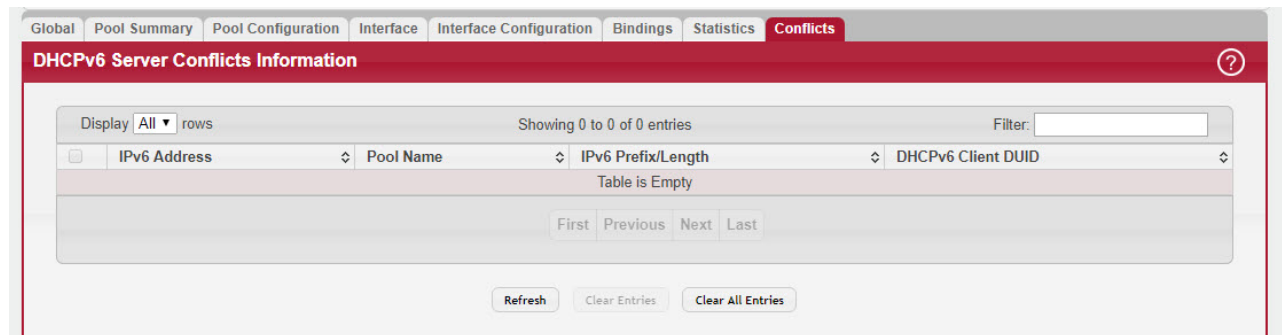 Global Pool Summary Pool Configuration Interface Interface Configuration Bindings Statistics Conflicts
DHCPv6 Server Conflicts Information ?
Display All ▼ rows Showing 0 to 0 of 0 entries Filter:
IPv6 Address Pool Name IPv6 Prefix/Length DHCPv6 Client DUID
Table is Empty
First Previous Next Last
Refresh Clear Entries Clear All Entries